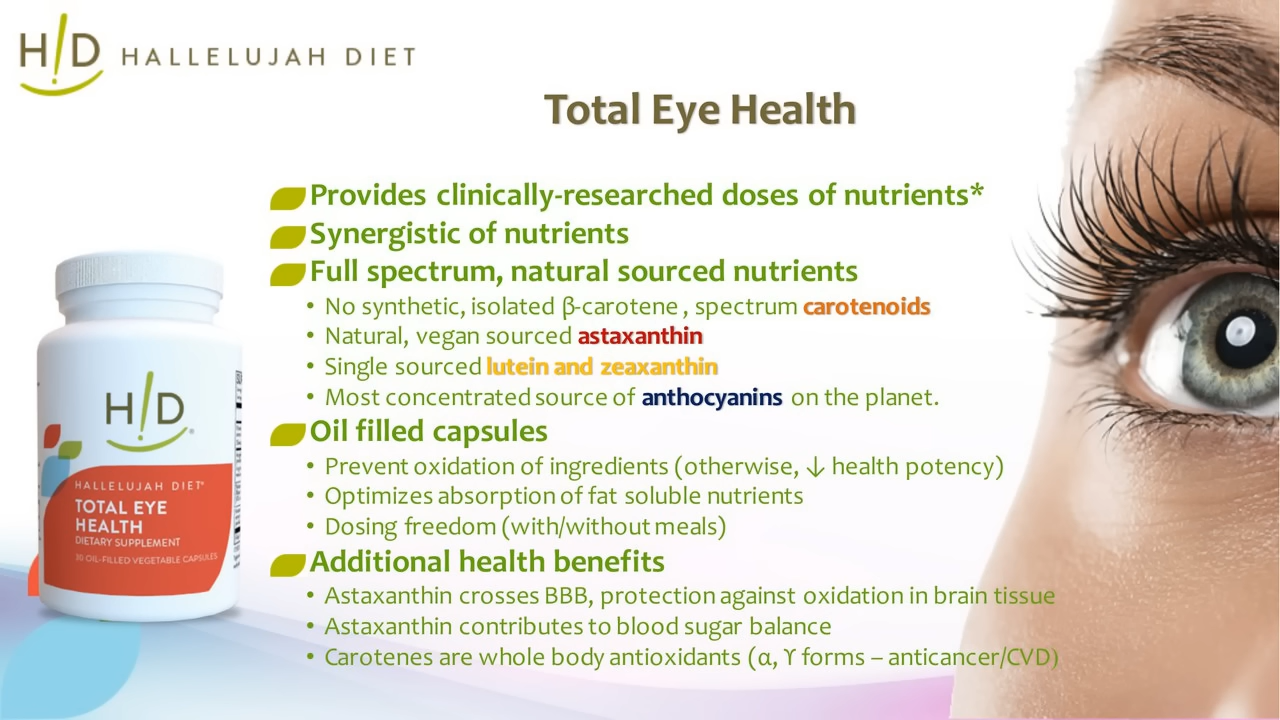 H!D HALLELUJAH DIET
Total Eye Health
Provides clinically-researched doses of nutrients*
Synergistic of nutrients
Full spectrum, natural sourced nutrients
• No synthetic, isolated β-carotene , spectrum carotenoids
• Natural, vegan sourced astaxanthin
• Single sourced lutein and zeaxanthin
• Most concentrated source of anthocyanins on the planet.
Oil filled capsules
• Prevent oxidation of ingredients (otherwise, ↓ health potency)
• Optimizes absorption of fat soluble nutrients
• Dosing freedom (with/without meals)
Additional health benefits
• Astaxanthin crosses BBB, protection against oxidation in brain tissue
• Astaxanthin contributes to blood sugar balance
• Carotenes are whole body antioxidants (α, ϒ forms – anticancer/CVD)
H!D®
HALLELUJAH DIET®
TOTAL EYE
HEALTH
DIETARY SUPPLEMENT
30 OIL-FILLED VEGETABLE CAPSULES